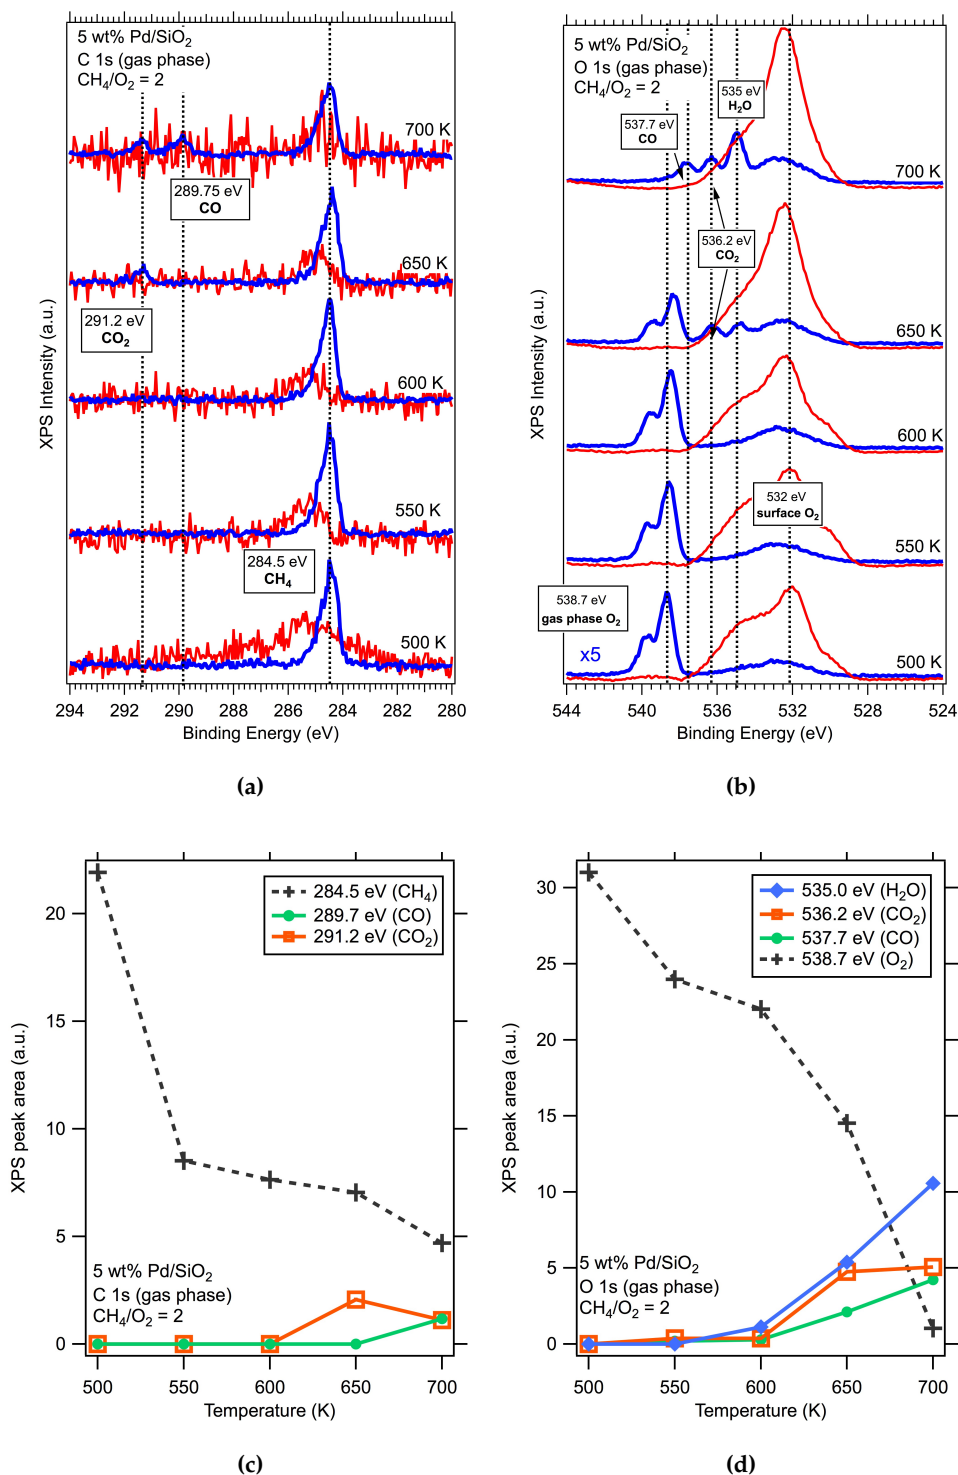 5 wt% Pd/SiO2
C 1s (gas phase)
CH4/O2 = 2
700 K
289.75 eV
CO
650 K
291.2 eV
CO2
600 K
550 K
284.5 eV
CH4
500 K
XPS Intensity (a.u.)
294 292 290 288 286 284 282 280
Binding Energy (eV)
(a)
5 wt% Pd/SiO2
O 1s (gas phase)
CH4/O2 = 2
535 eV
H2O
537.7 eV
CO
700 K
536.2 eV
CO2
650 K
600 K
532 eV
surface O2
550 K
538.7 eV
gas phase O2
x5
500 K
XPS Intensity (a.u.)
544 540 536 532 528 524
Binding Energy (eV)
(b)
284.5 eV (CH4)
289.7 eV (CO)
291.2 eV (CO2)
20
15
10
5
0
XPS peak area (a.u.)
5 wt% Pd/SiO2
C 1s (gas phase)
CH4/O2 = 2
500 550 600 650 700
Temperature (K)
(c)
535.0 eV (H2O)
536.2 eV (CO2)
537.7 eV (CO)
538.7 eV (O2)
30
25
20
15
10
5
0
XPS peak area (a.u.)
5 wt% Pd/SiO2
O 1s (gas phase)
CH4/O2 = 2
500 550 600 650 700
Temperature (K)
(d)